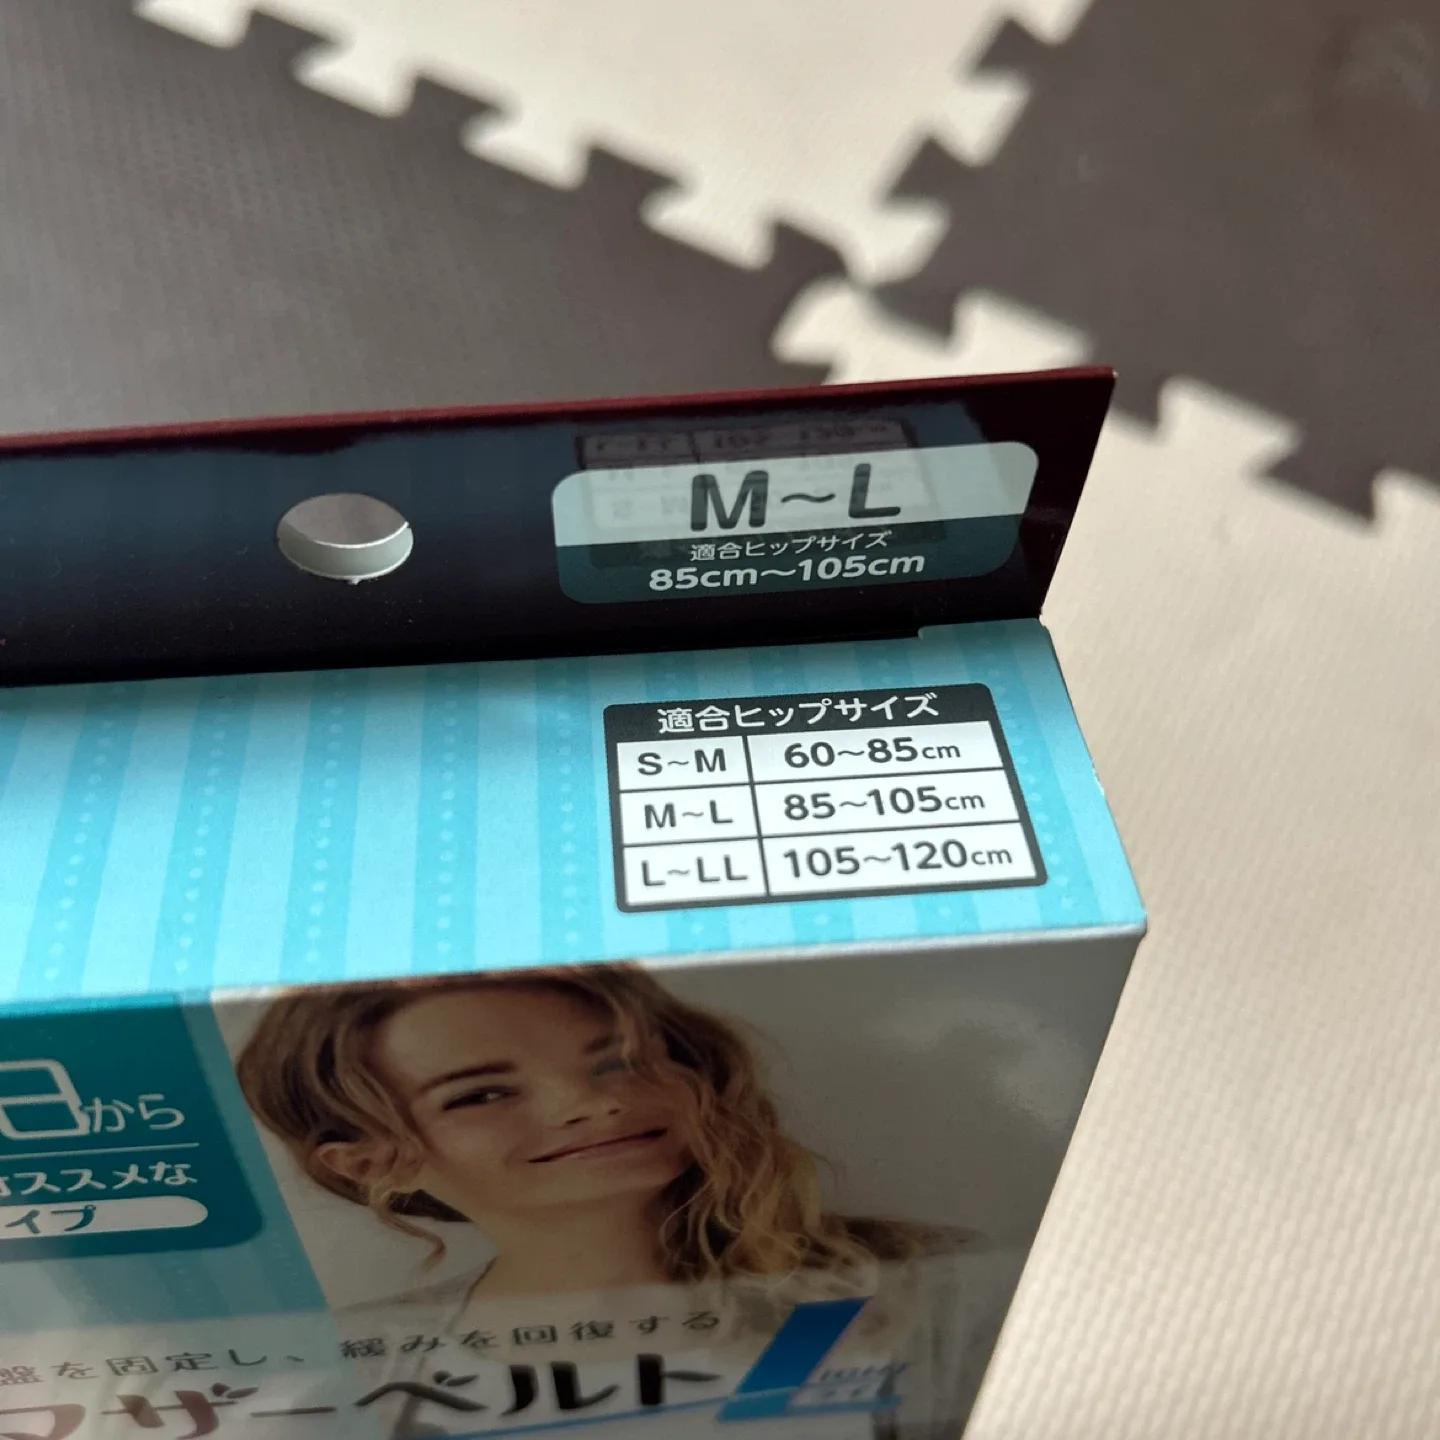 M~L
適合ヒップサイズ
85cm～105cm
適合ヒップサイズ
S~M 60～85cm
M~L 85～105cm
L~LL 105～120cm
から
オススメな
イプ
盤を固定し、緩みを回復する
マザーベルト